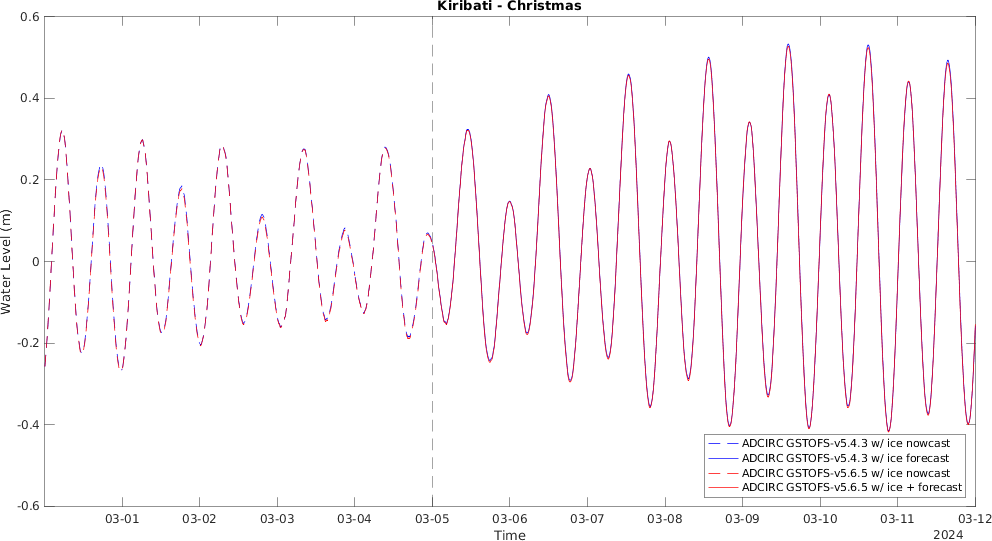 Kiribati - Christmas
0.6
0.4
0.2
0
-0.2
-0.4
-0.6
Water Level (m)
ADCIRC GSTOFS-v5.4.3 w/ ice nowcast
ADCIRC GSTOFS-v5.4.3 w/ ice forecast
ADCIRC GSTOFS-v5.6.5 w/ ice nowcast
ADCIRC GSTOFS-v5.6.5 w/ ice + forecast
03-01 03-02 03-03 03-04 03-05 03-06 03-07 03-08 03-09 03-10 03-11 03-12
Time
2024